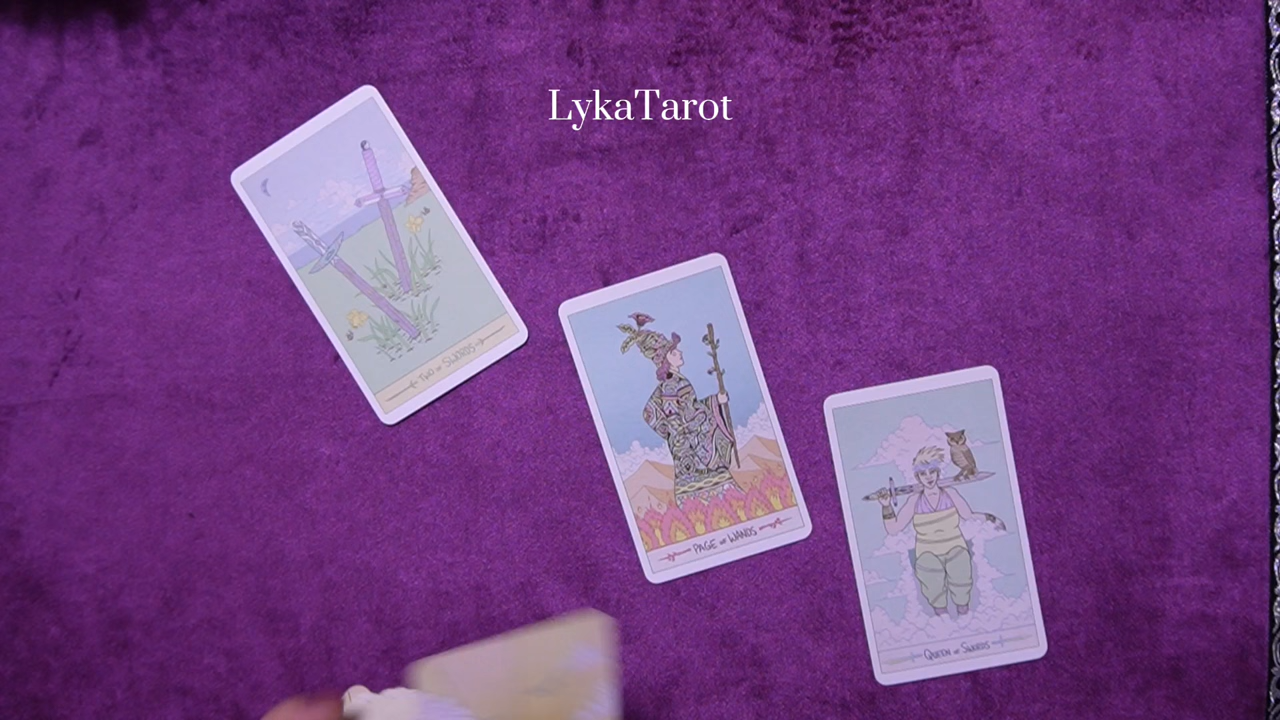 LykaTarot
TWO OF SWORDS
PAGE OF WANDS
QUEEN OF SWORDS